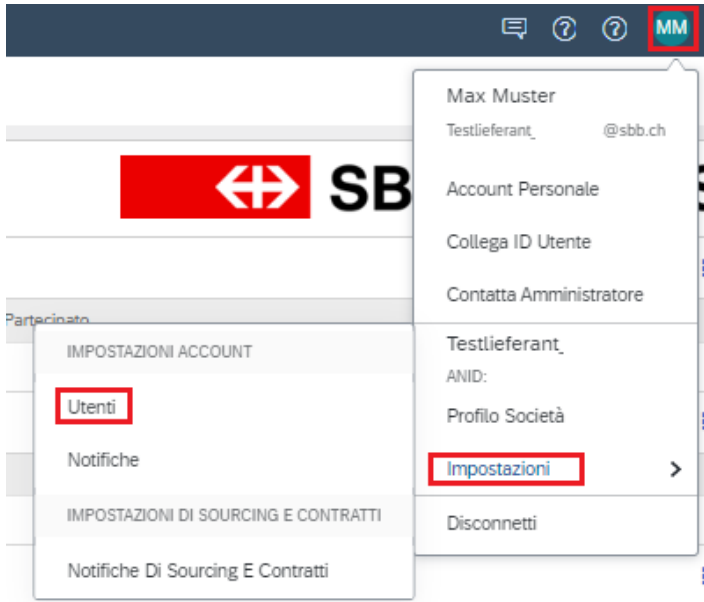 MM
Max Muster
Testlieferant_ @sbb.ch
SB
Account Personale
Collega ID Utente
Contatta Amministratore
Partecipato
Testlieferant_
ANID:
Profilo Società
Impostazioni
Disconnetti
IMPOSTAZIONI ACCOUNT
Utenti
Notifiche
IMPOSTAZIONI DI SOURCING E CONTRATTI
Notifiche Di Sourcing E Contratti